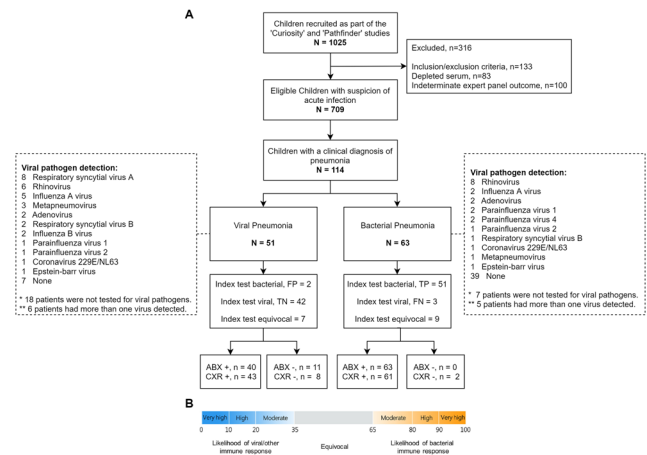 A
Children recruited as part of the
'Curiosity' and 'Pathfinder' studies
N = 1025
Excluded, n=316
Inclusion/exclusion criteria, n=133
Depleted serum, n=83
Indeterminate expert panel outcome, n=100
Eligible Children with suspicion of
acute infection
N = 709
Children with a clinical diagnosis of
pneumonia
N = 114
Viral pathogen detection:
8 Respiratory syncytial virus A
6 Rhinovirus
5 Influenza A virus
3 Metapneumovirus
2 Adenovirus
2 Respiratory syncytial virus B
2 Influenza B virus
1 Parainfluenza virus 1
1 Parainfluenza virus 2
1 Coronavirus 229E/NL63
1 Epstein-barr virus
7 None
* 18 patients were not tested for viral pathogens.
** 6 patients had more than one virus detected.
Viral Pneumonia
N = 51
Bacterial Pneumonia
N = 63
Viral pathogen detection:
8 Rhinovirus
2 Influenza A virus
2 Adenovirus
2 Parainfluenza virus 1
2 Parainfluenza virus 4
1 Parainfluenza virus 2
1 Respiratory syncytial virus B
1 Coronavirus 229E/NL63
1 Metapneumovirus
1 Epstein-barr virus
39 None
* 7 patients were not tested for viral pathogens.
** 5 patients had more than one virus detected.
Index test bacterial, FP = 2
Index test viral, TN = 42
Index test equivocal = 7
Index test bacterial, TP = 51
Index test viral, FN = 3
Index test equivocal = 9
ABX +, n = 40
CXR +, n = 43
ABX -, n = 11
CXR -, n = 8
ABX +, n = 63
CXR +, n = 61
ABX -, n = 0
CXR -, n = 2
B
Very high High Moderate Moderate High Very high
0 10 20 35 65 80 90 100
Likelihood of viral/other
immune response
Equivocal
Likelihood of bacterial
immune response